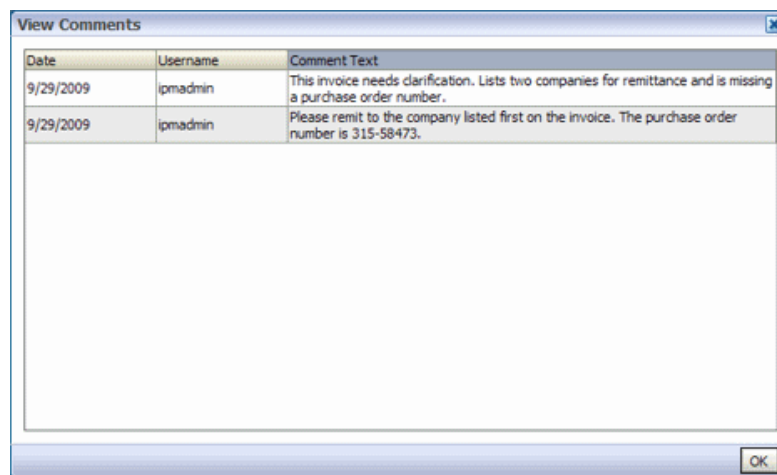 View Comments
Date Username Comment Text
9/29/2009 ipmadmin This invoice needs clarification. Lists two companies for remittance and is missing
a purchase order number.
9/29/2009 ipmadmin Please remit to the company listed first on the invoice. The purchase order
number is 315-58473.
OK